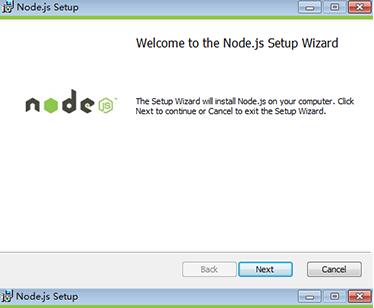 Node.js Setup
Welcome to the Node.js Setup Wizard
node
JS
The Setup Wizard will install Node.js on your computer. Click
Next to continue or Cancel to exit the Setup Wizard.
Back
Next
Cancel
Node.js Setup